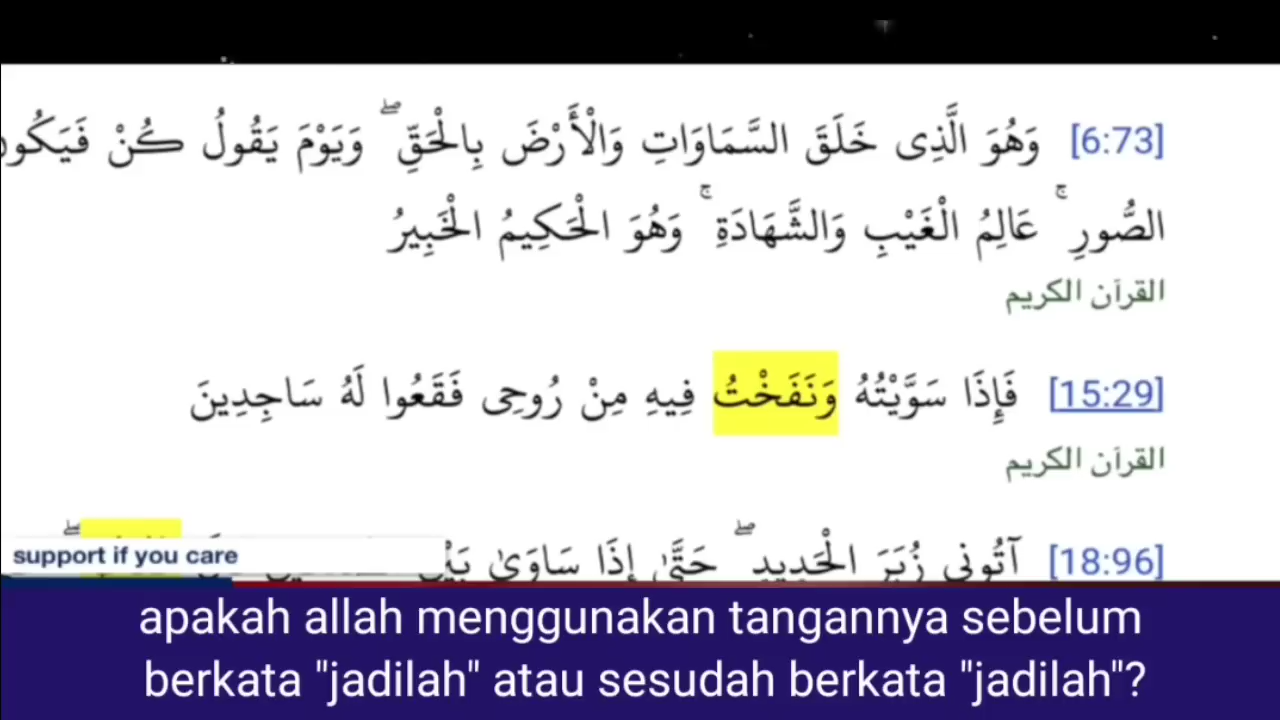 [6:73] وَهُوَ الَّذِى خَلَقَ السَّمَاوَاتِ وَالْأَرْضَ بِالْحَقِّ ۖ وَيَوْمَ يَقُولُ كُنْ
الصُّورِ ۚ عَالِمُ الْغَيْبِ وَالشَّهَادَةِ ۚ وَهُوَ الْحَكِيمُ الْخَبِيرُ
القرآن الكريم
[15:29] فَإِذَا سَوَّيْتُهُ وَنَفَخْتُ فِيهِ مِنْ رُوحِى فَقَعُوا لَهُ سَاجِدِينَ
القرآن الكريم
[18:96] آتُونِى زُبَرَ الْحَدِيدِ ۖ حَتَّىٰ إِذَا سَاوَىٰ بَيْنَ
support if you care
apakah allah menggunakan tangannya sebelum
berkata "jadilah" atau sesudah berkata "jadilah"?